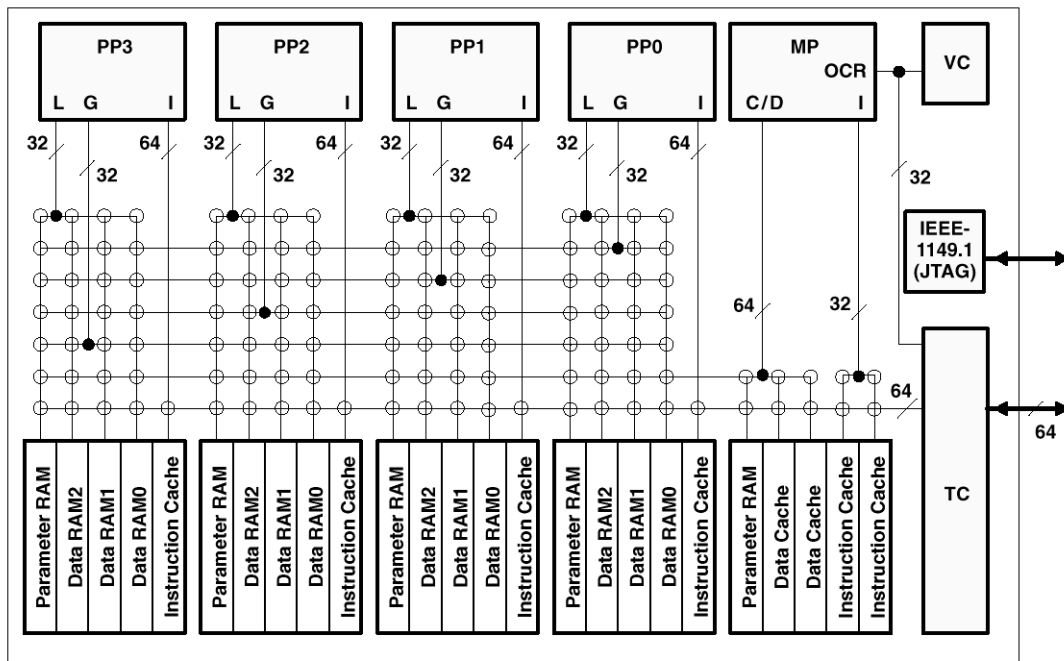 PP3
L G I
PP2
L G I
PP1
L G I
PP0
L G I
MP
OCR
C/D I
VC
32
64
32
32
64
32
32
64
32
32
64
32
32
IEEE-
1149.1
(JTAG)
64
32
64
64
TC
Parameter RAM
Data RAM2
Data RAM1
Data RAM0
Instruction Cache
Parameter RAM
Data RAM2
Data RAM1
Data RAM0
Instruction Cache
Parameter RAM
Data RAM2
Data RAM1
Data RAM0
Instruction Cache
Parameter RAM
Data RAM2
Data RAM1
Data RAM0
Instruction Cache
Parameter RAM
Data Cache
Data Cache
Instruction Cache
Instruction Cache